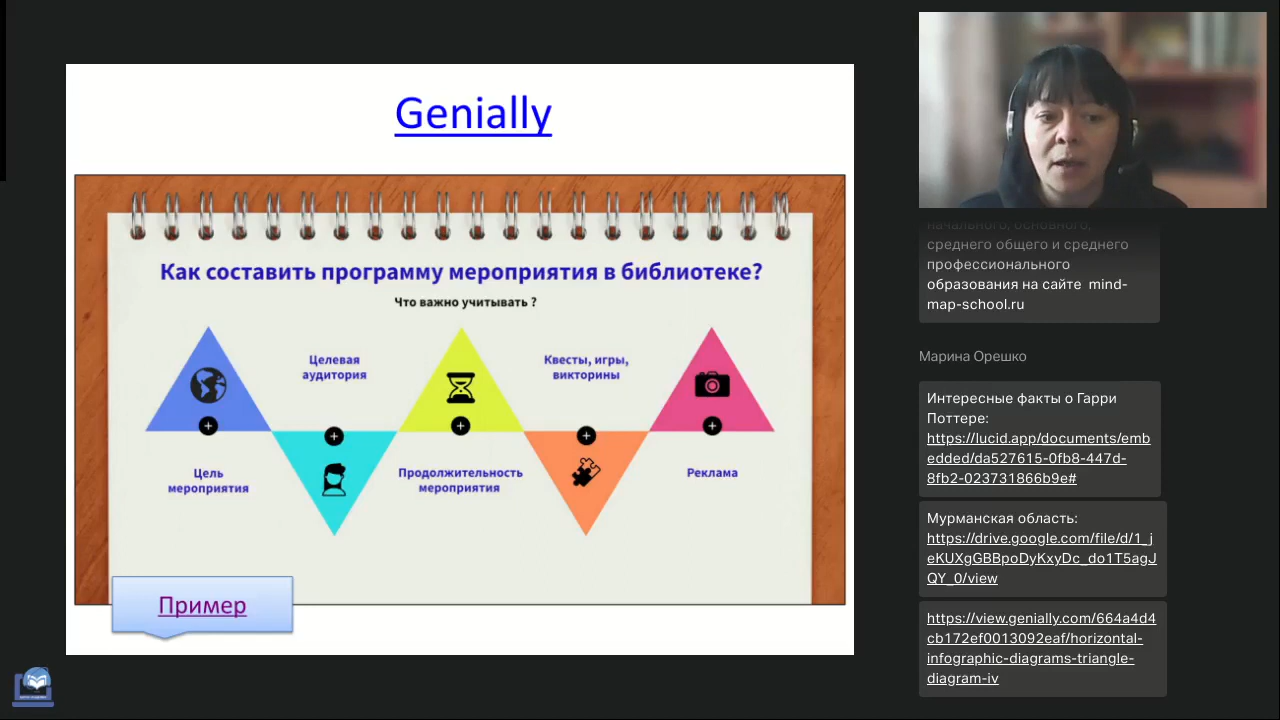 Genially
Как составить программу мероприятия в библиотеке?
Что важно учитывать ?
Целевая
аудитория
Квесты, игры,
викторины
Цель
мероприятия
Продолжительность
мероприятия
Реклама
Пример
начального, основного,
среднего общего и среднего
профессионального
образования на сайте mind-
map-school.ru
Марина Орешко
Интересные факты о Гарри
Поттере:
https://lucid.app/documents/emb
edded/da527615-0fb8-447d-
8fb2-023731866b9e#
Мурманская область:
https://drive.google.com/file/d/1_j
eKUXgGBBpoDyKxyDc_do1T5agJ
QY_0/view
https://view.genially.com/664a4d4
cb172ef0013092eaf/horizontal-
infographic-diagrams-triangle-
diagram-iv